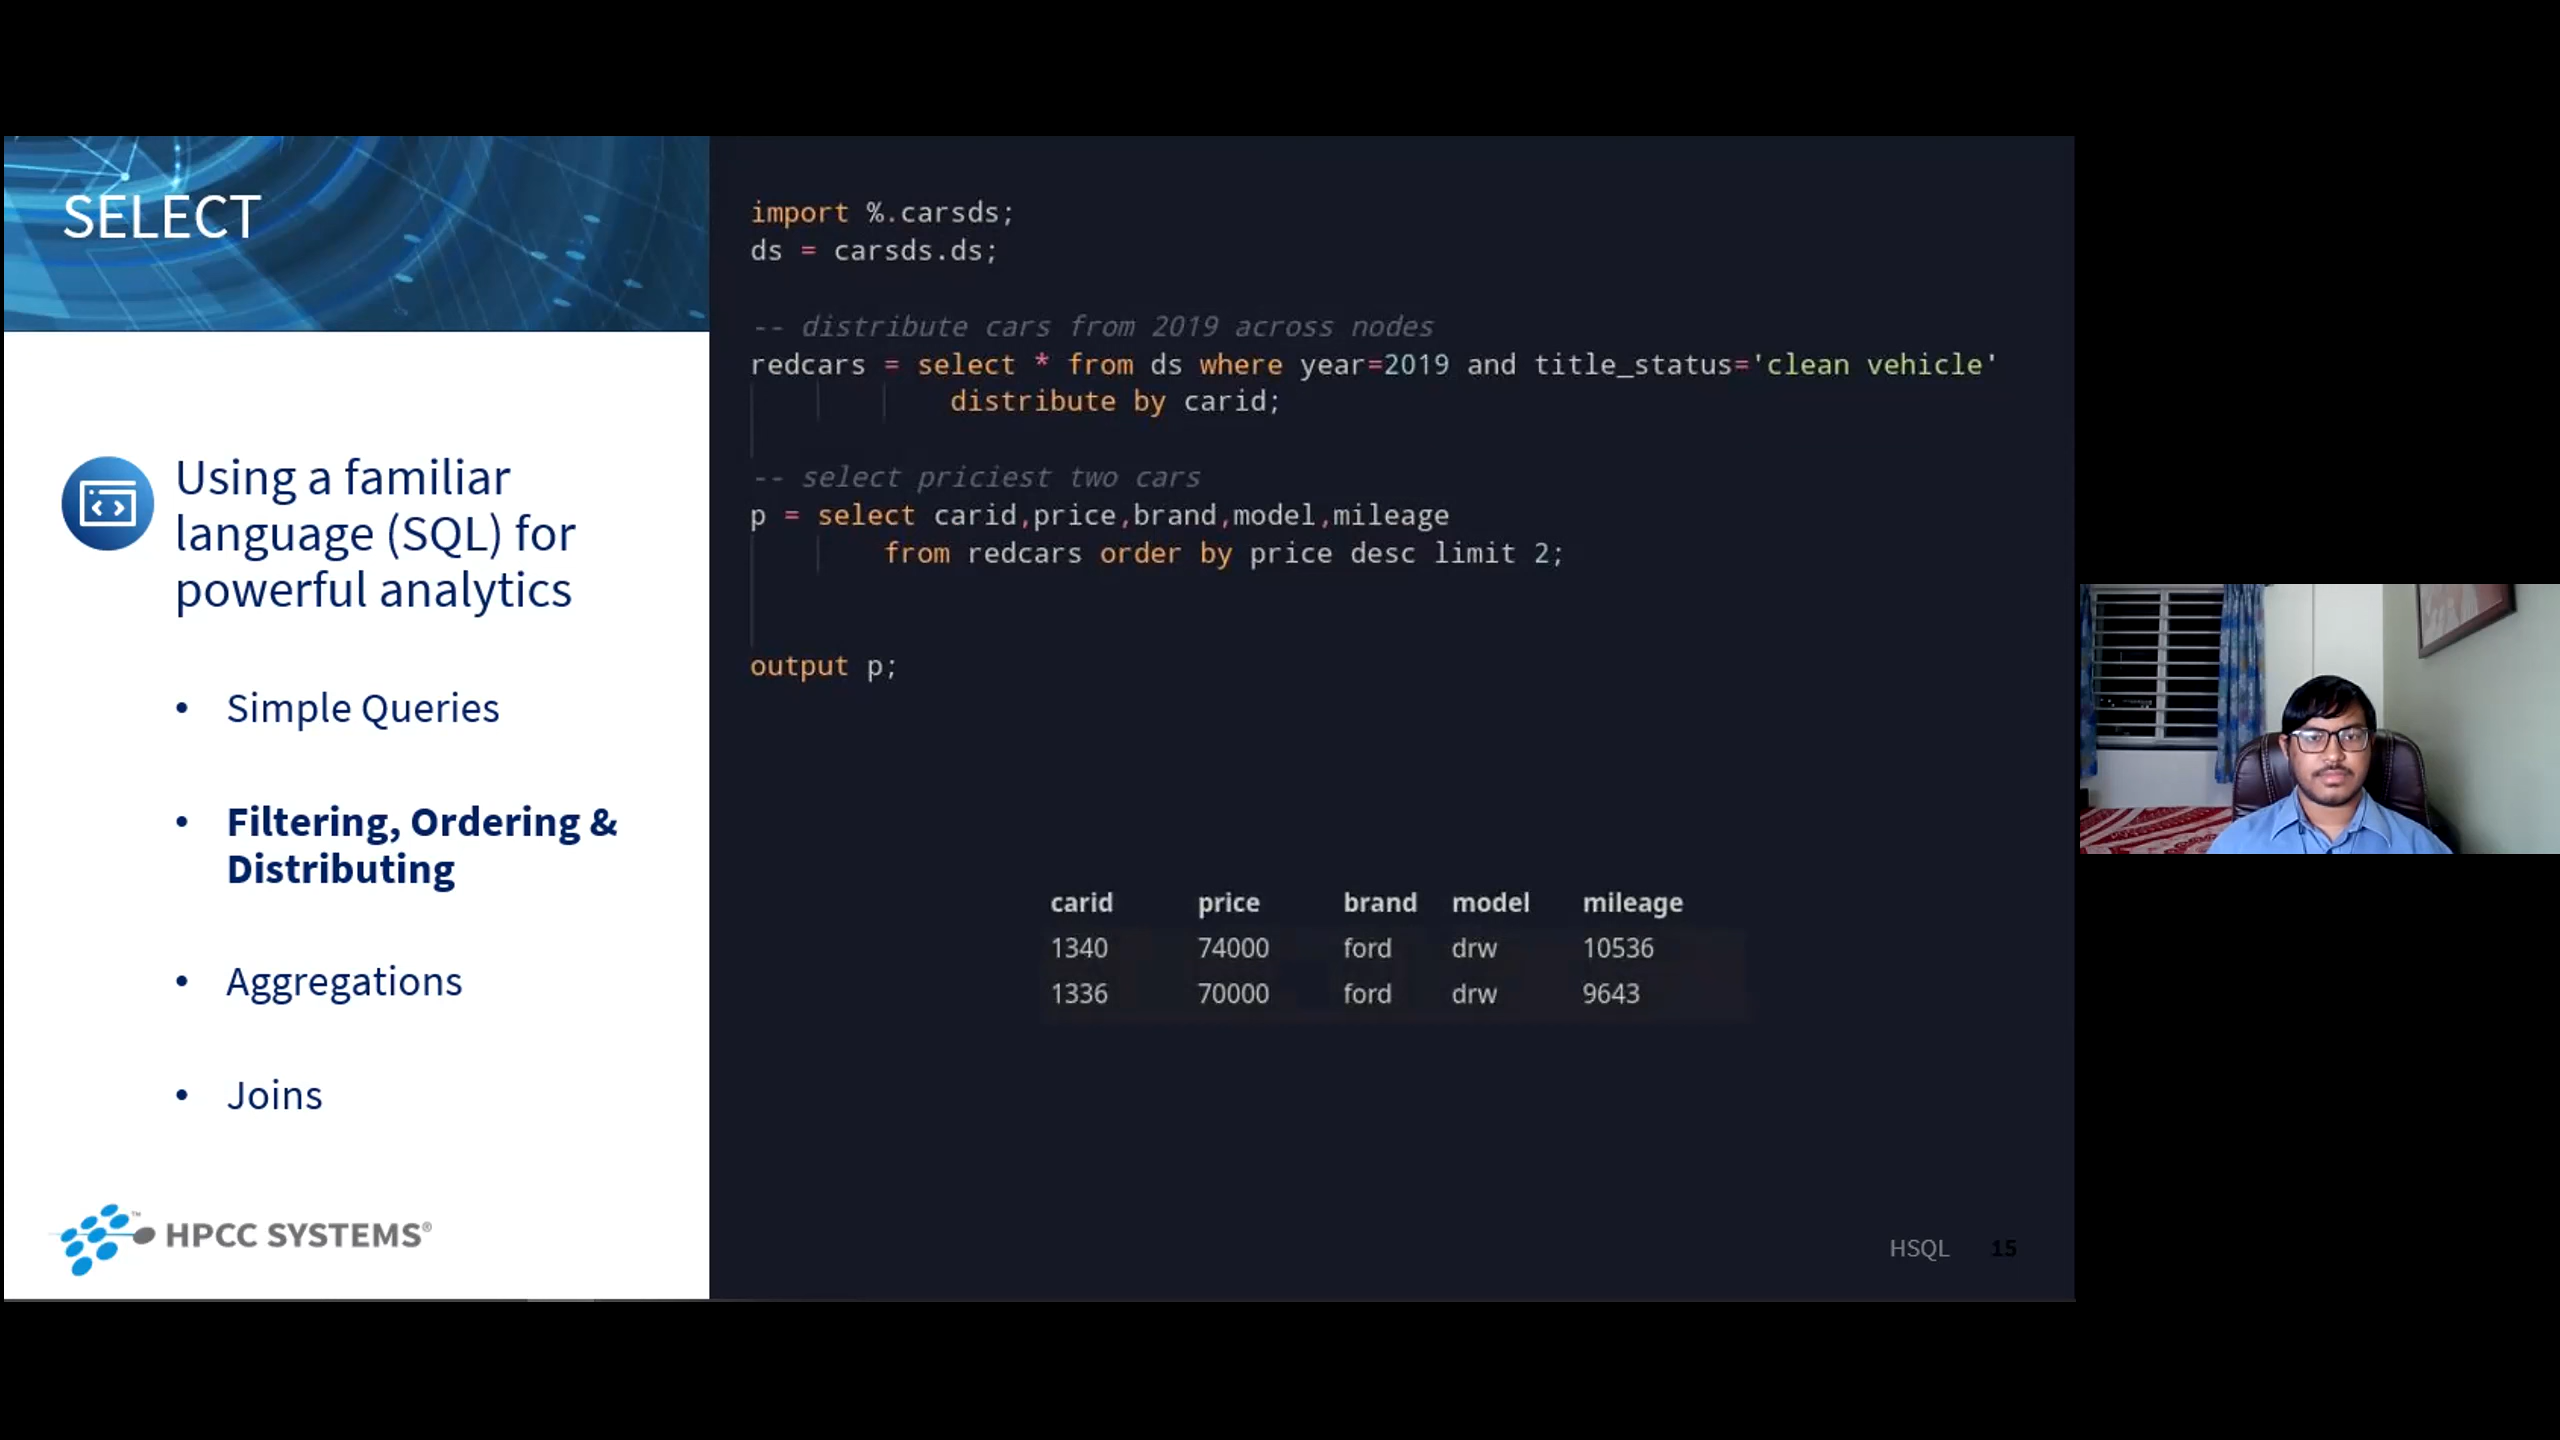 SELECT
Using a familiar
language (SQL) for
powerful analytics
• Simple Queries
• Filtering, Ordering &
Distributing
• Aggregations
• Joins
HPCC SYSTEMS®
import %.carsds;
ds = carsds.ds;
-- distribute cars from 2019 across nodes
redcars = select * from ds where year=2019 and title_status='clean vehicle'
distribute by carid;
-- select priciest two cars
p = select carid,price,brand,model,mileage
from redcars order by price desc limit 2;
output p;
carid price brand model mileage
1340 74000 ford drw 10536
1336 70000 ford drw 9643
HSQL 15